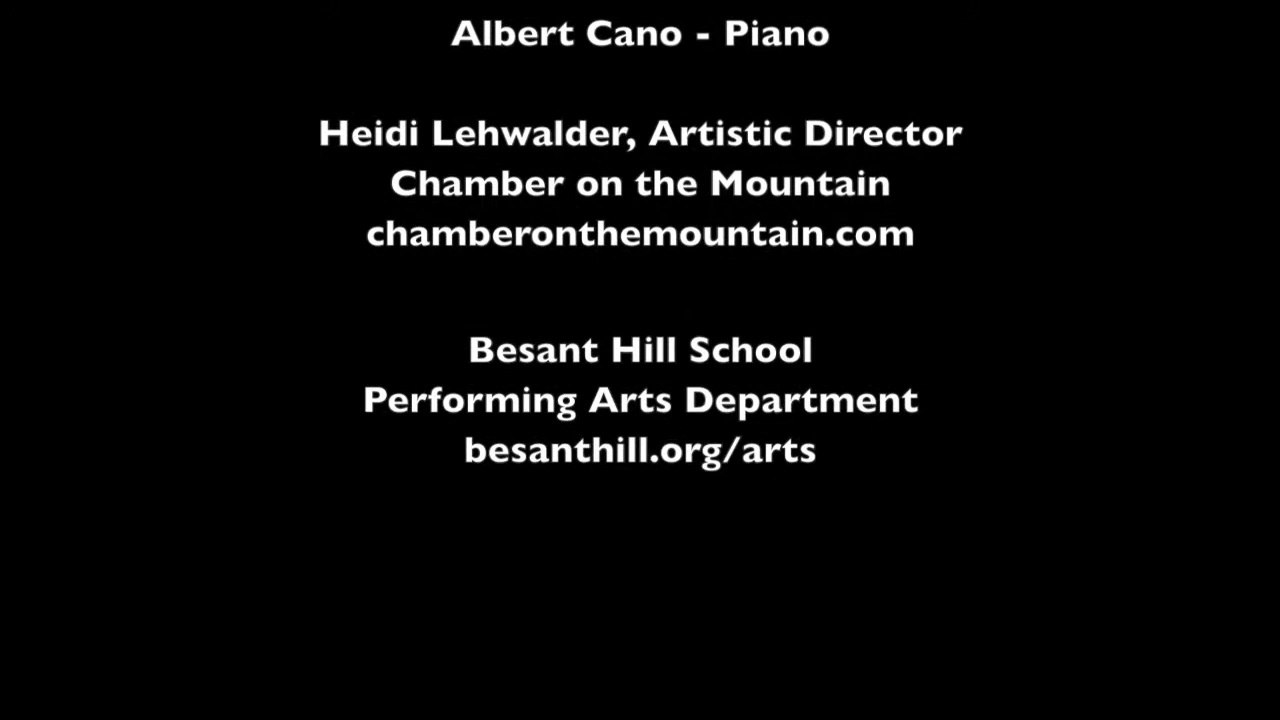 Albert Cano - Piano
Heidi Lehwalder, Artistic Director
Chamber on the Mountain
chamberonthemountain.com
Besant Hill School
Performing Arts Department
besanthill.org/arts